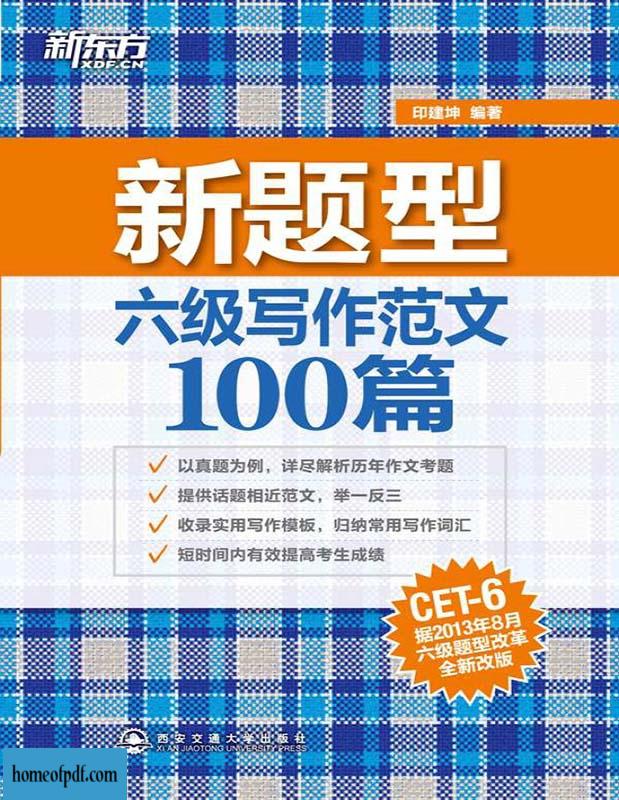 新东方
XDF.CN
印建坤 编著
新题型
六级写作范文
100篇
以真题为例，详尽解析历年作文考题
提供话题相近范文，举一反三
收录实用写作模板，归纳常用写作词汇
短时间内有效提高考生成绩
CET-6
据2013年8月
六级题型改革
全新改版
西安交通大学出版社
XI'AN JIAOTONG UNIVERSITY PRESS
homeofpdf.com